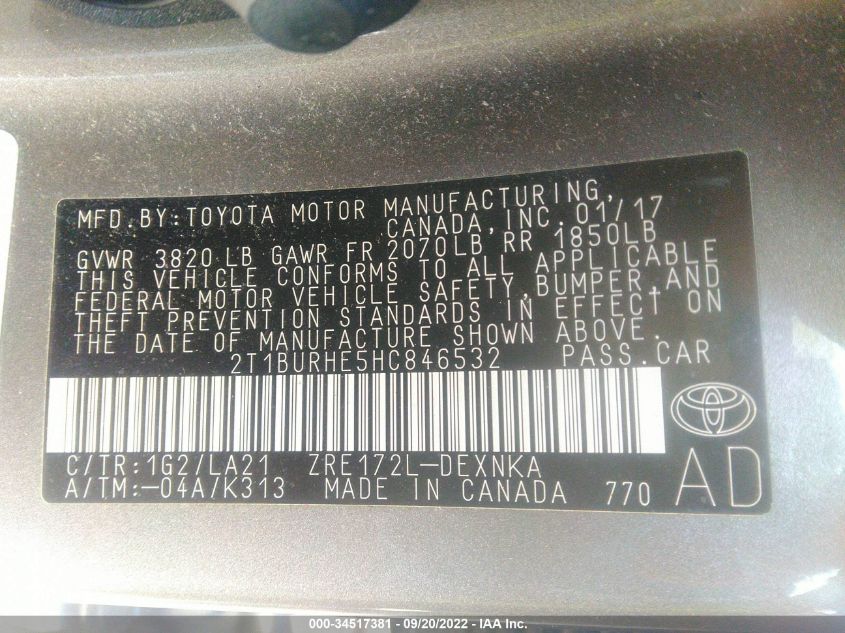 MFD.BY:TOYOTA MOTOR MANUFACTURING,
CANADA,INC.01/17
GVWR 3820 LB GAWR FR 2070LB RR 1850LB
THIS VEHICLE CONFORMS TO ALL APPLICABLE
FEDERAL MOTOR VEHICLE SAFETY,BUMPER,AND
THEFT PREVENTION STANDARDS IN EFFECT ON
THE DATE OF MANUFACTURE SHOWN ABOVE.
2T1BURHE5HC846532 PASS.CAR
C/TR:1G2/LA21 ZRE172L-DEXNKA
A/TM:-04A/K313 MADE IN CANADA 770 AD
000-34517381 - 09/20/2022 - IAA Inc.